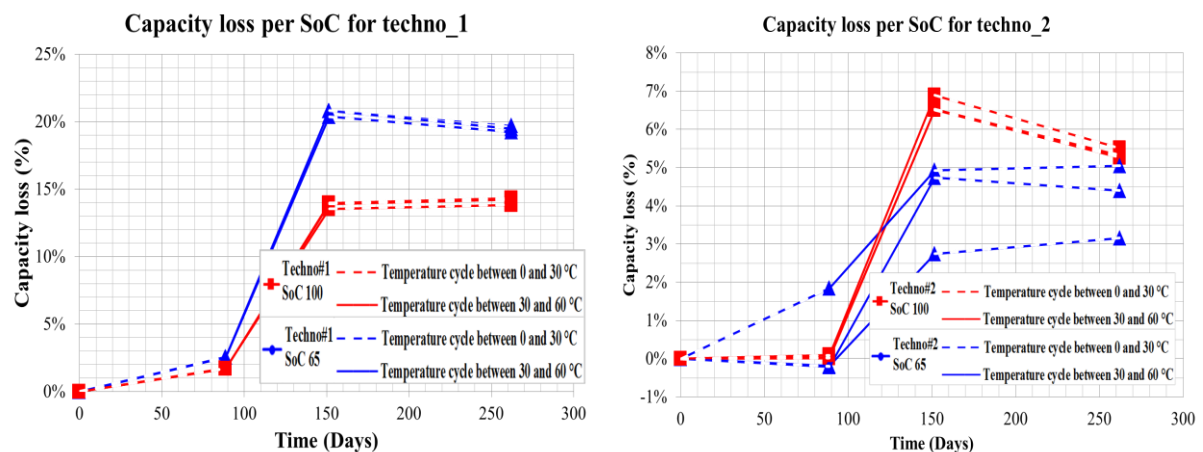 Capacity loss per SoC for techno_1
Capacity loss (%)
25%
20%
15%
10%
5%
0%
0
50
100
150
200
250
300
Time (Days)
Techno#1
SoC 100
Temperature cycle between 0 and 30 °C
Temperature cycle between 30 and 60 °C
Techno#1
SoC 65
Temperature cycle between 0 and 30 °C
Temperature cycle between 30 and 60 °C
Capacity loss per SoC for techno_2
Capacity loss (%)
8%
7%
6%
5%
4%
3%
2%
1%
0%
-1%
0
50
100
150
200
250
300
Time (Days)
Techno#2
SoC 100
Temperature cycle between 0 and 30 °C
Temperature cycle between 30 and 60 °C
Techno#2
SoC 65
Temperature cycle between 0 and 30 °C
Temperature cycle between 30 and 60 °C